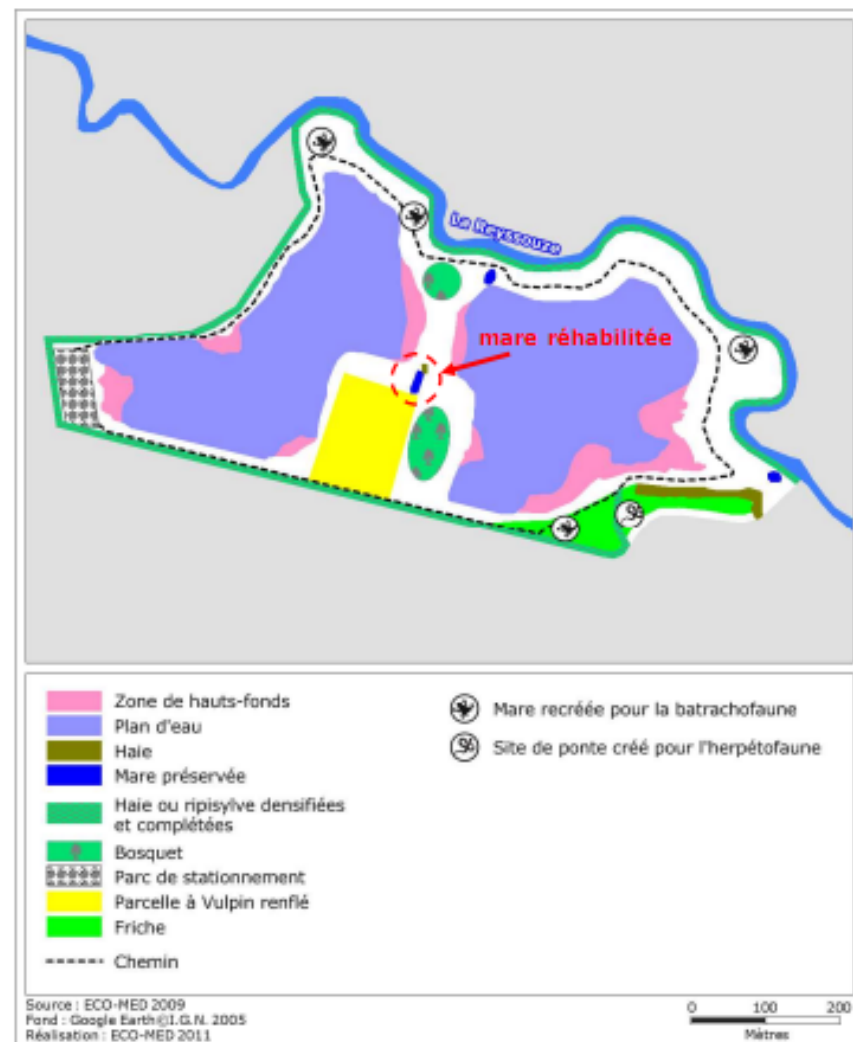 La Reyssouze
mare réhabilitée
Zone de hauts-fonds
Plan d'eau
Haie
Mare préservée
Haie ou ripisylve densifiées
et complétées
Bosquet
Parc de stationnement
Parcelle à Vulpin renflé
Friche
Chemin
Mare recréée pour la batrachofaune
Site de ponte créé pour l'herpétofaune
Source : ECO-MED 2009
Fond : Google Earth©I.G.N. 2005
Réalisation : ECO-MED 2011
0 100 200
Mètres